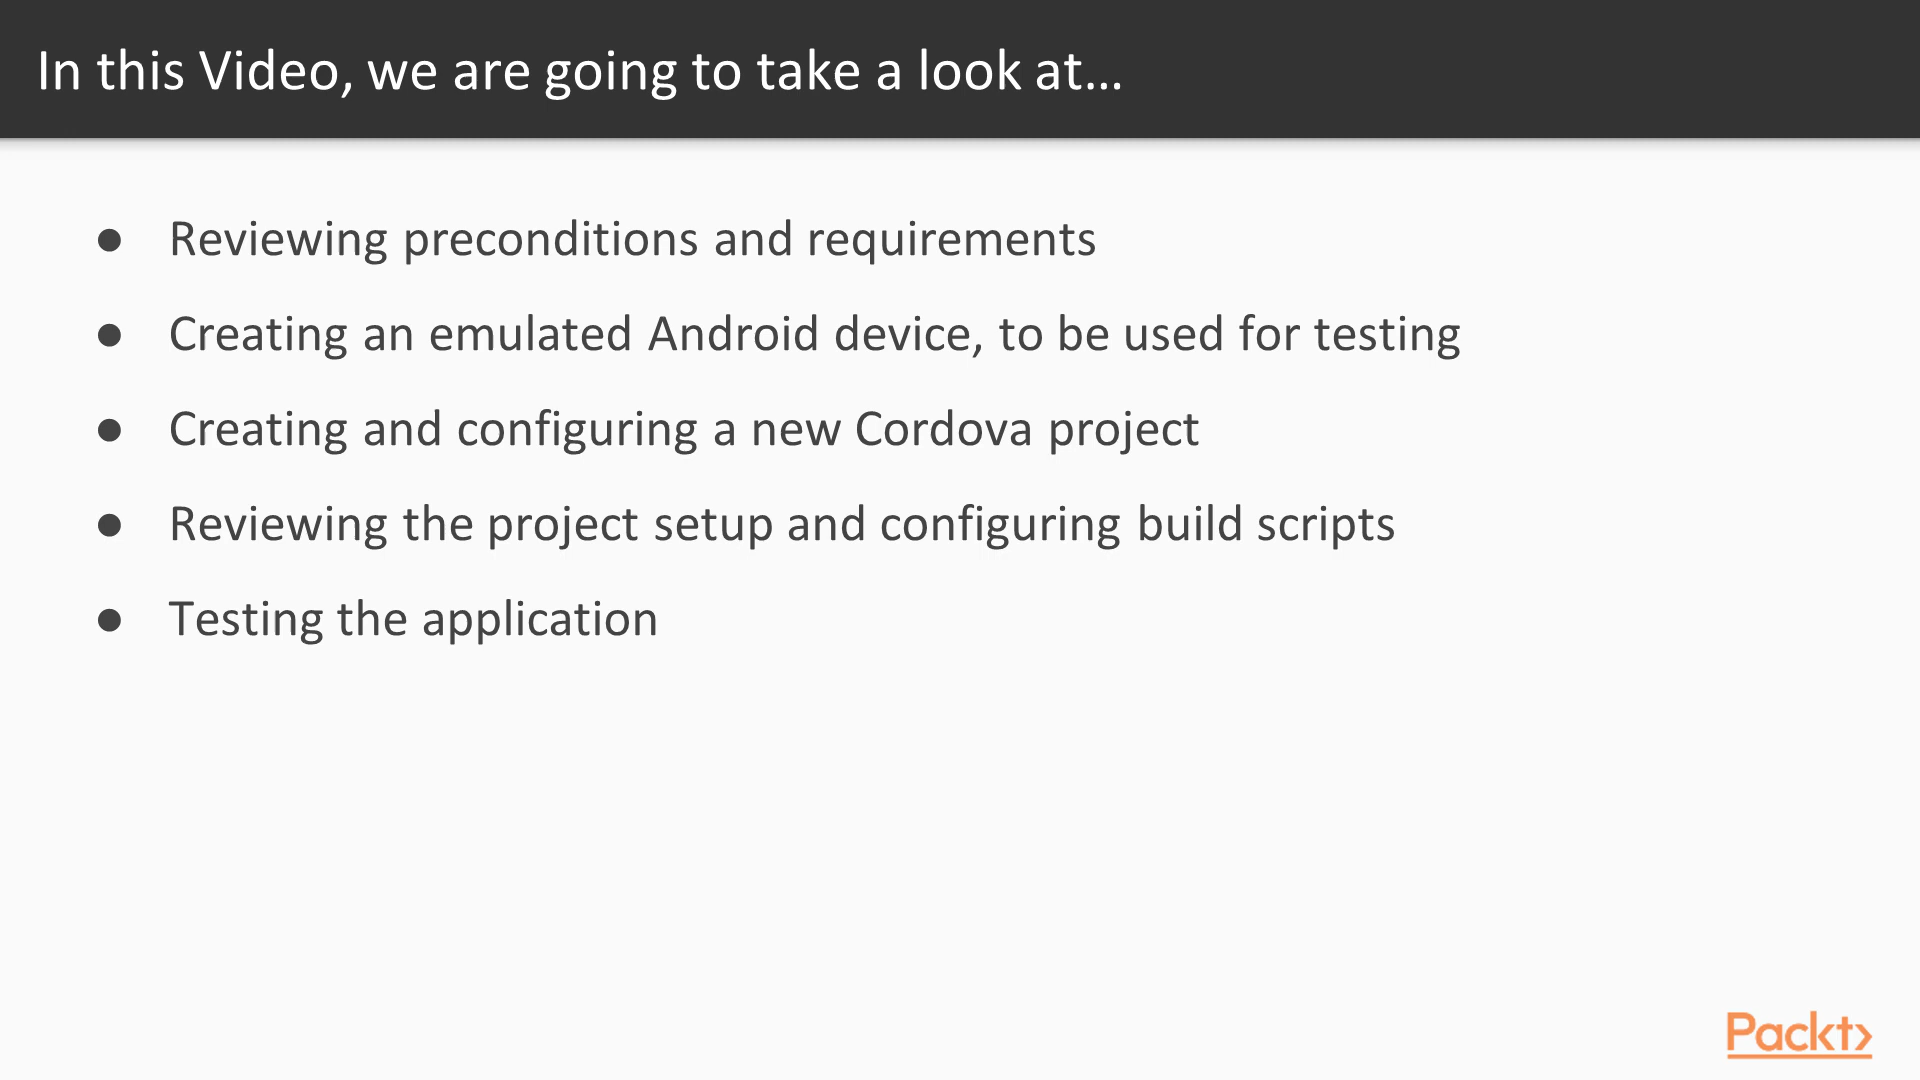 In this Video, we are going to take a look at...
● Reviewing preconditions and requirements
● Creating an emulated Android device, to be used for testing
● Creating and configuring a new Cordova project
● Reviewing the project setup and configuring build scripts
● Testing the application
Packt>